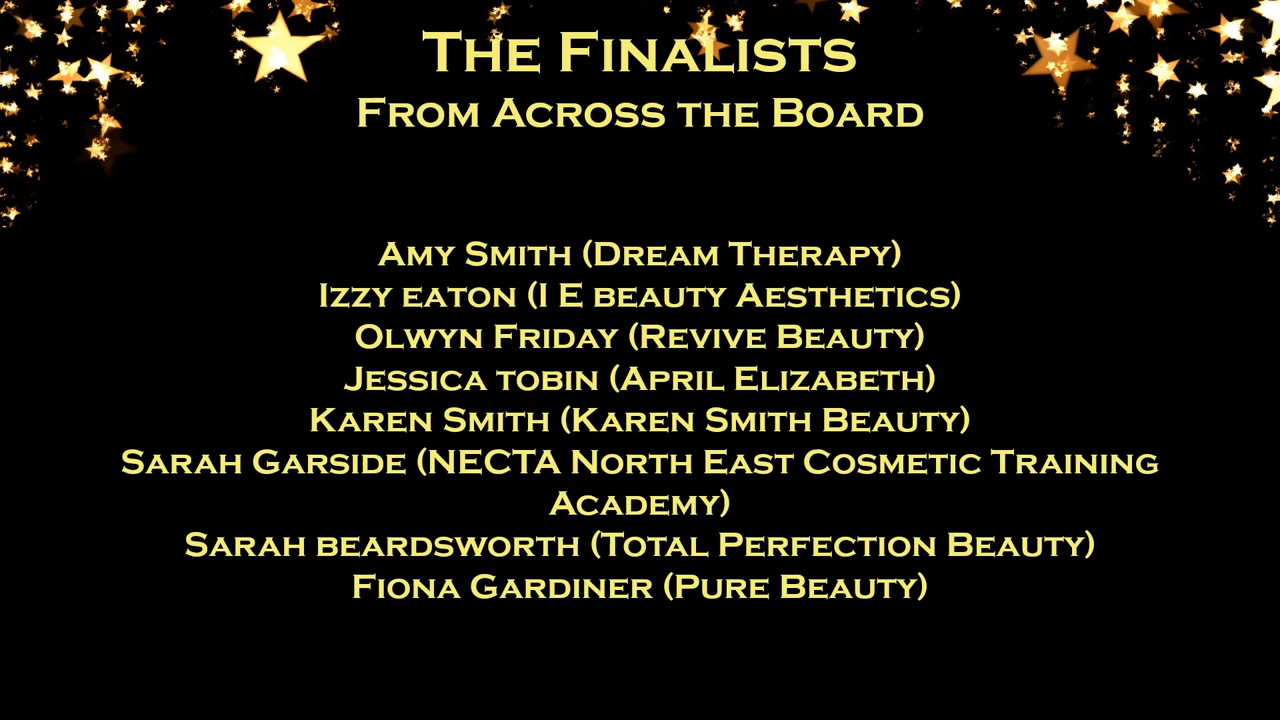 The Finalists
From Across the Board
Amy Smith (Dream Therapy)
Izzy eaton (I E beauty Aesthetics)
Olwyn Friday (Revive Beauty)
Jessica tobin (April Elizabeth)
Karen Smith (Karen Smith Beauty)
Sarah Garside (NECTA North East Cosmetic Training
Academy)
Sarah beardsworth (Total Perfection Beauty)
Fiona Gardiner (Pure Beauty)